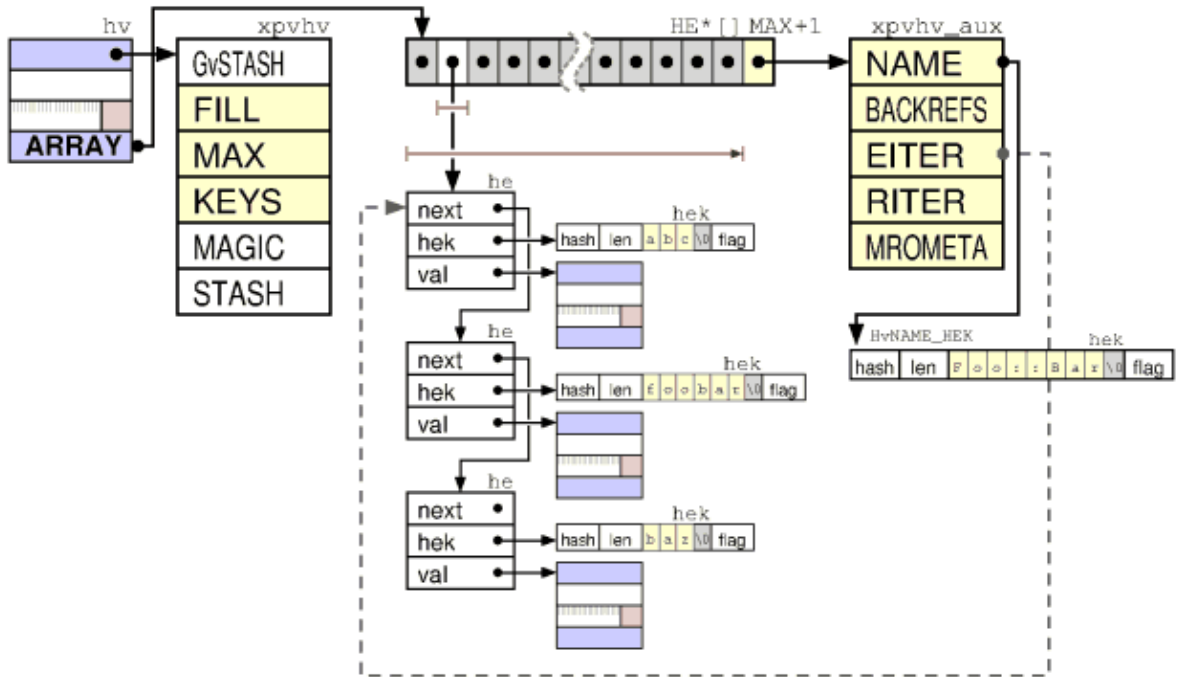 hv
ARRAY
xpvhv
GvSTASH
FILL
MAX
KEYS
MAGIC
STASH
HE*[] MAX+1
xpvhv_aux
NAME
BACKREFS
EITER
RITER
MROMETA
he
next
hek
val
hek
hash len a b c \0 flag
he
next
hek
val
hek
hash len f o o b a r \0 flag
he
next
hek
val
hek
hash len b a z \0 flag
HvNAME_HEK
hek
hash len F o o : : B a r \0 flag